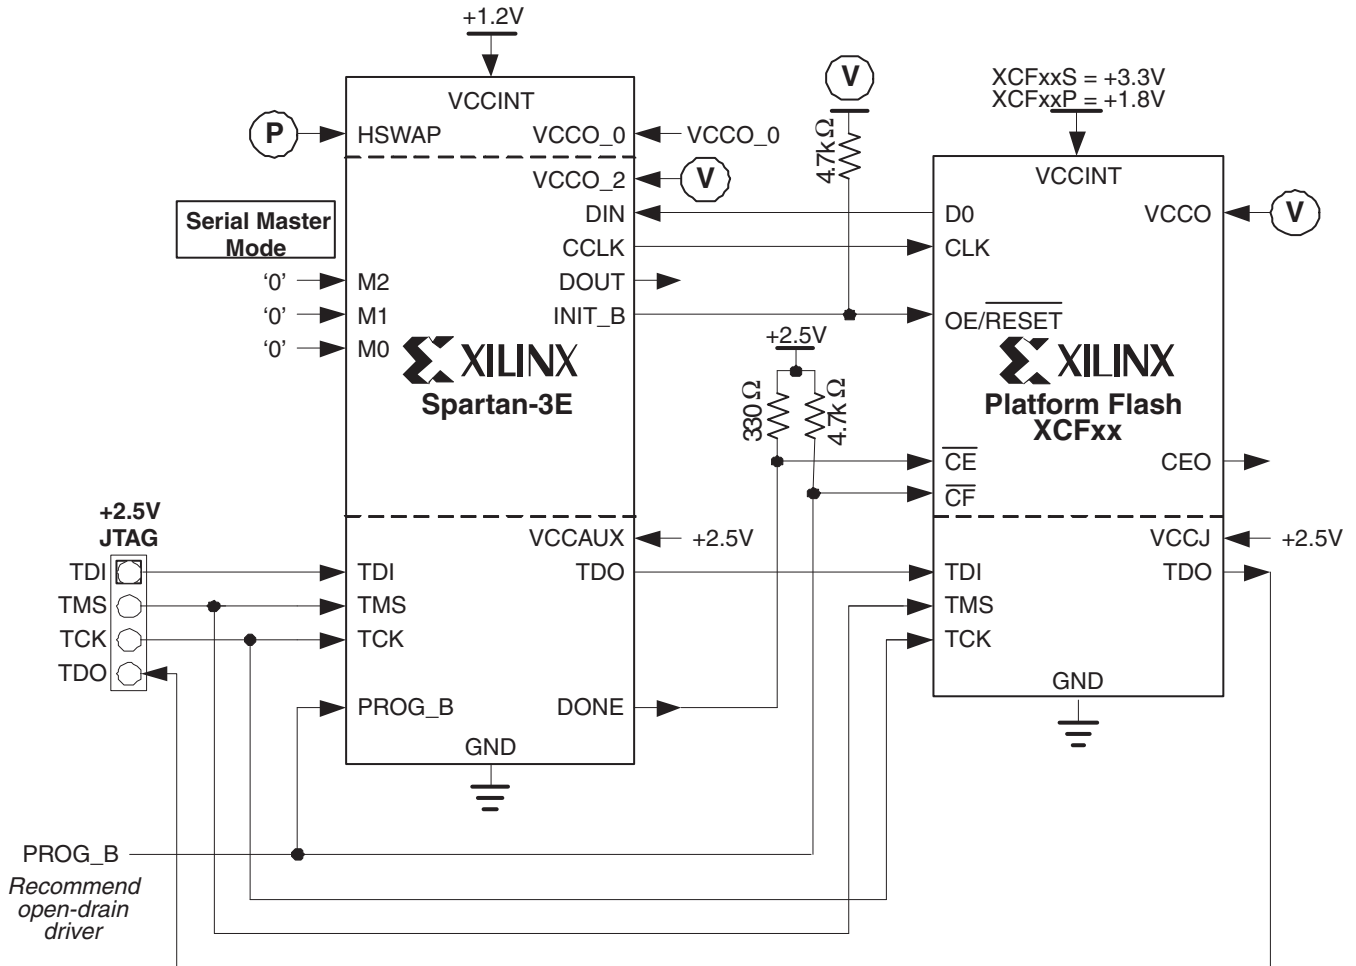 +1.2V
VCCINT
P
HSWAP
VCCO_0
VCCO_0
VCCO_2
V
DIN
CCLK
DOUT
INIT_B
Serial Master
Mode
'0'
M2
'0'
M1
'0'
M0
XILINX
Spartan-3E
V
4.7kΩ
XCFxxS = +3.3V
XCFxxP = +1.8V
VCCINT
D0
VCCO
V
CLK
OE/RESET
XILINX
Platform Flash
XCFxx
+2.5V
330Ω
4.7kΩ
CE
CEO
CF
+2.5V
JTAG
TDI
TMS
TCK
TDO
TDI
TMS
TCK
VCCAUX
+2.5V
TDO
PROG_B
DONE
GND
VCCJ
+2.5V
TDI
TDO
TMS
TCK
GND
PROG_B
Recommend
open-drain
driver